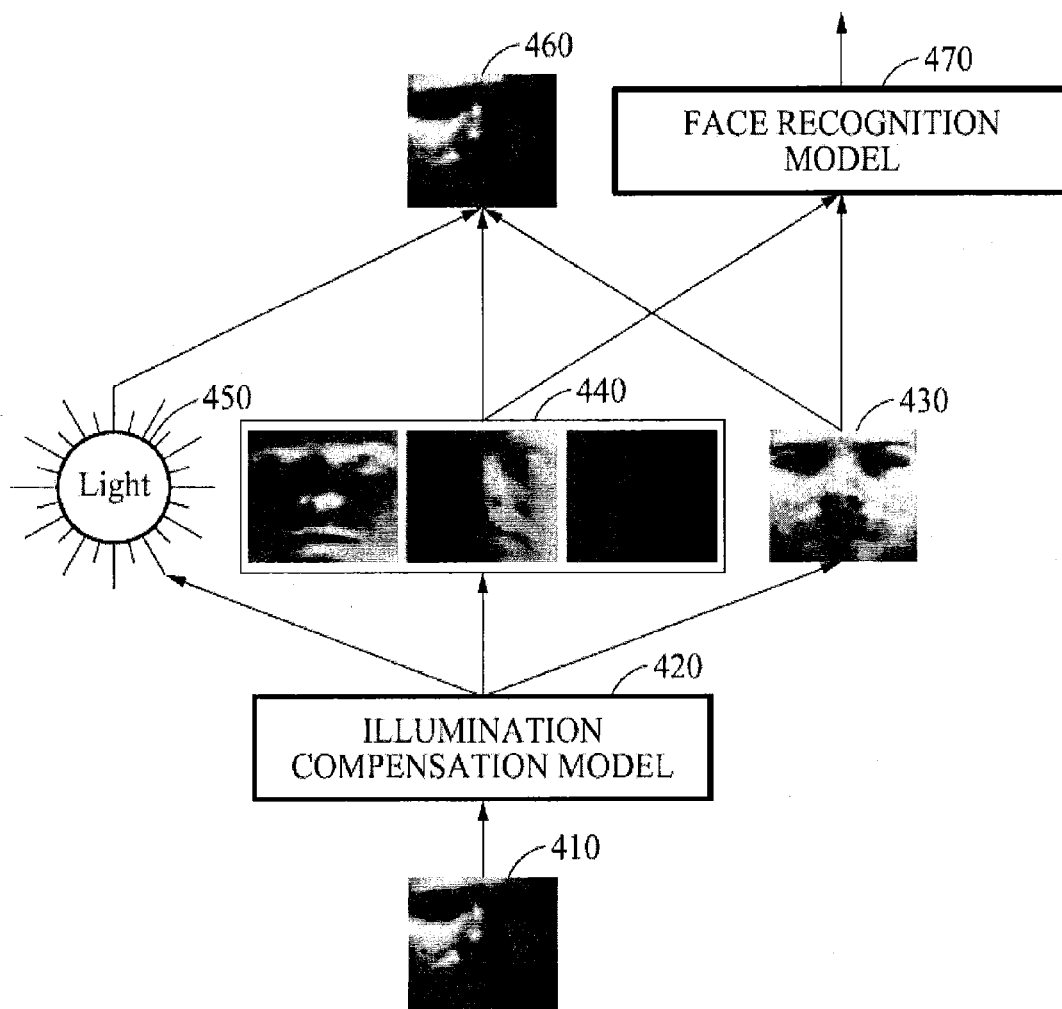 460
470
FACE RECOGNITION
MODEL
450
440
430
Light
420
ILLUMINATION
COMPENSATION MODEL
410